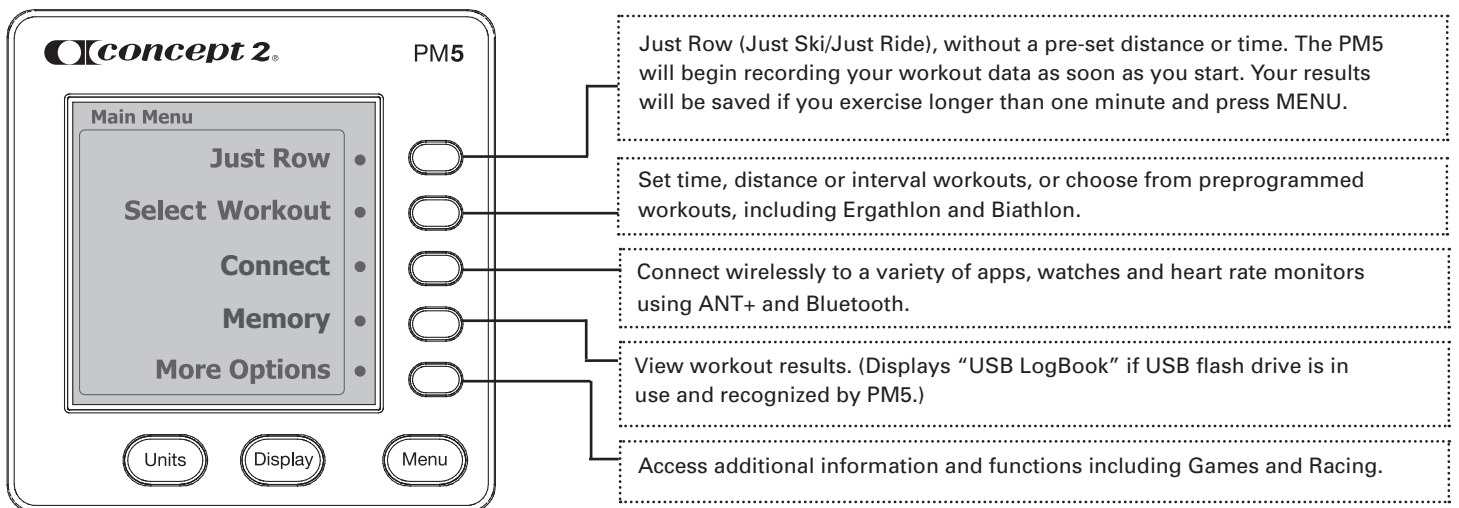 concept 2®
PM5
Main Menu
Just Row
Select Workout
Connect
Memory
More Options
Units
Display
Menu
Just Row (Just Ski/Just Ride), without a pre-set distance or time. The PM5
will begin recording your workout data as soon as you start. Your results
will be saved if you exercise longer than one minute and press MENU.
Set time, distance or interval workouts, or choose from preprogrammed
workouts, including Ergathlon and Biathlon.
Connect wirelessly to a variety of apps, watches and heart rate monitors
using ANT+ and Bluetooth.
View workout results. (Displays “USB LogBook” if USB flash drive is in
use and recognized by PM5.)
Access additional information and functions including Games and Racing.